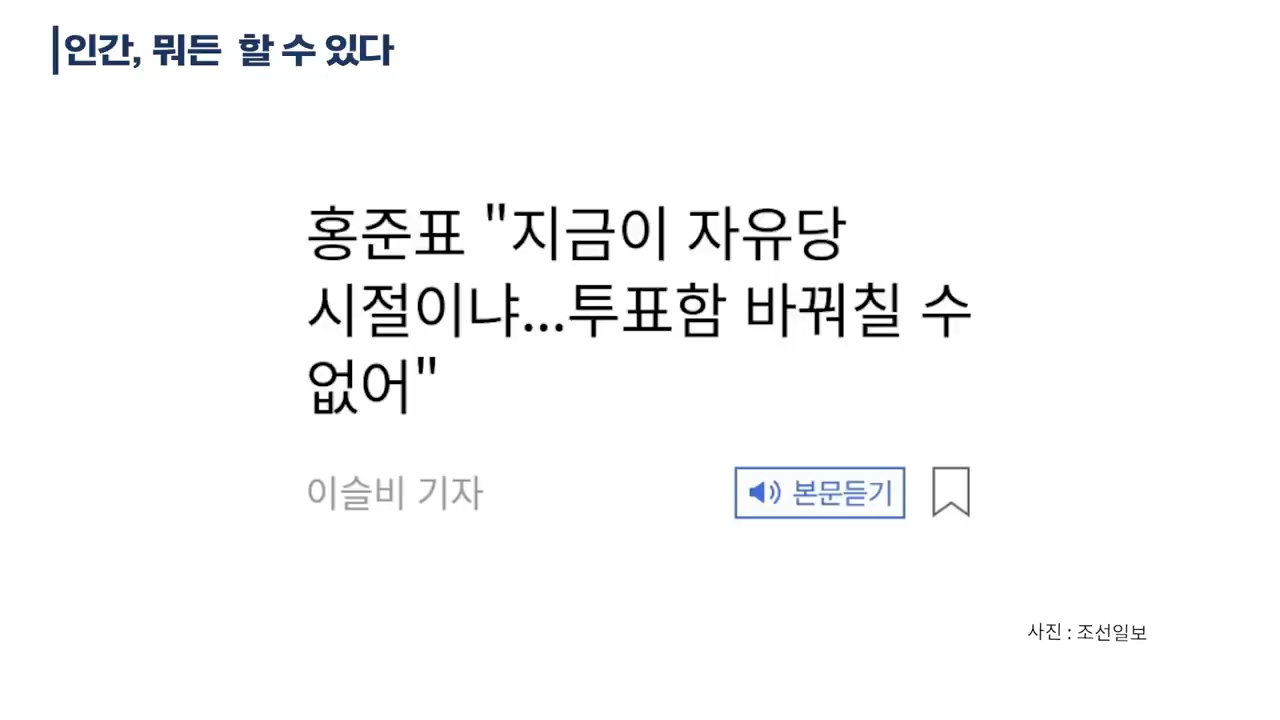 인간, 뭐든 할 수 있다
홍준표 "지금이 자유당
시절이냐...투표함 바꿔칠 수
없어"
이슬비 기자
본문듣기
사진 : 조선일보